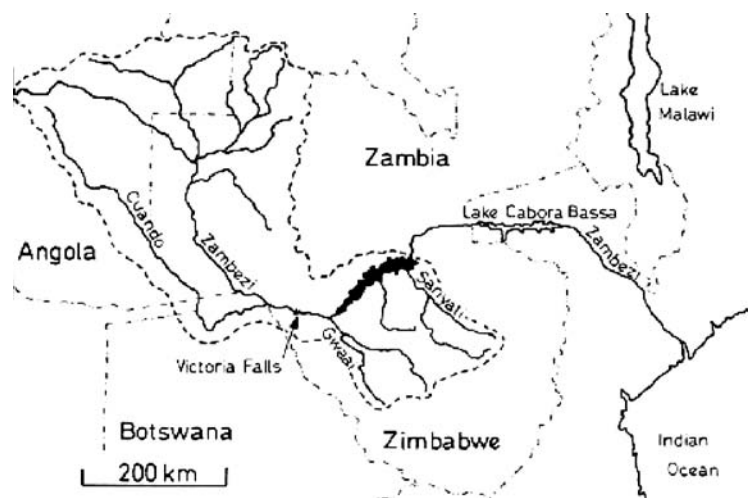 Lake
Malawi
Zambia
Lake Cabora Bassa
Cuando
Zambezi
Angola
Zambezi
Sanyati
Gwaai
Victoria Falls
Botswana
Zimbabwe
Indian
Ocean
200 km